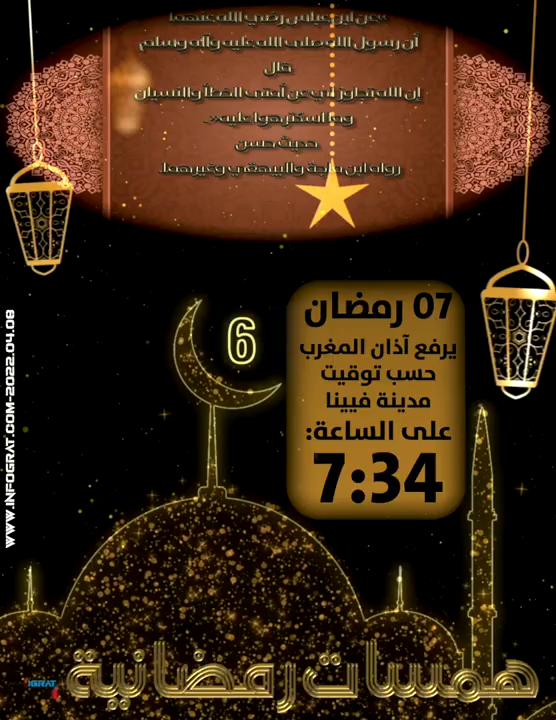 «عن ابن عباس رضي الله عنهما
أن رسول الله صلى الله عليه وآله وسلم
قال
إن الله تجاوز لي عن أمتي الخطأ والنسيان
وما استكرهوا عليه».
حديث حسن
رواه ابن ماجة والبيهقي وغيرهما.
07 رمضان
يرفع آذان المغرب
حسب توقيت
مدينة فيينا
على الساعة:
7:34
6
WWW.INFOGRAT.COM-2022.04.08
همسات رمضانية
IGRAT